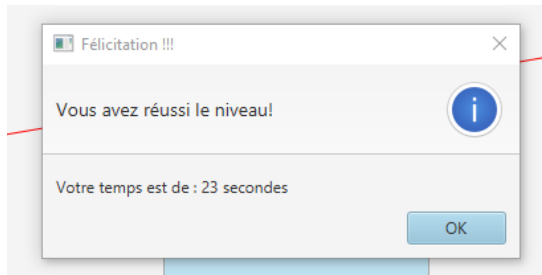 Félicitation !!!
Vous avez réussi le niveau!
Votre temps est de : 23 secondes
OK